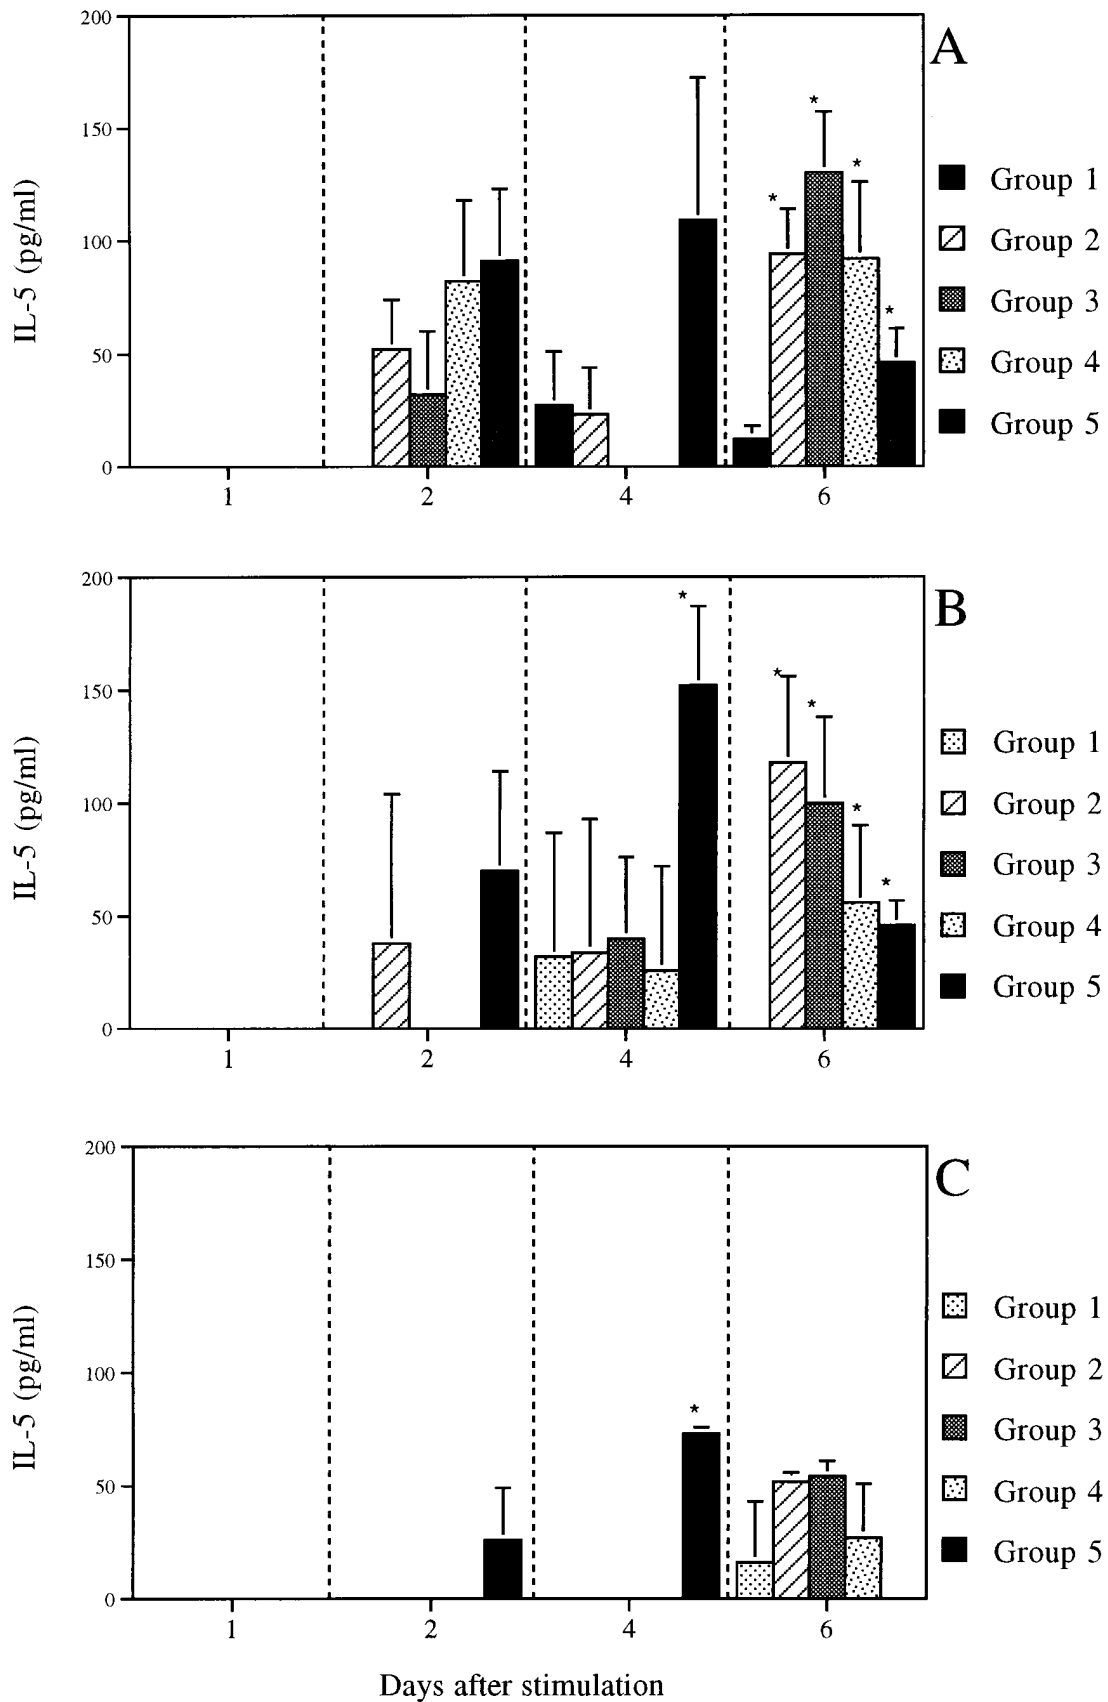 200
A
150
Group 1
IL-5 (pg/ml)
Group 2
100
Group 3
50
Group 4
Group 5
0
1 2 4 6
200
B
150
Group 1
IL-5 (pg/ml)
Group 2
100
Group 3
50
Group 4
Group 5
0
1 2 4 6
200
C
150
Group 1
IL-5 (pg/ml)
Group 2
100
Group 3
50
Group 4
Group 5
0
1 2 4 6
Days after stimulation